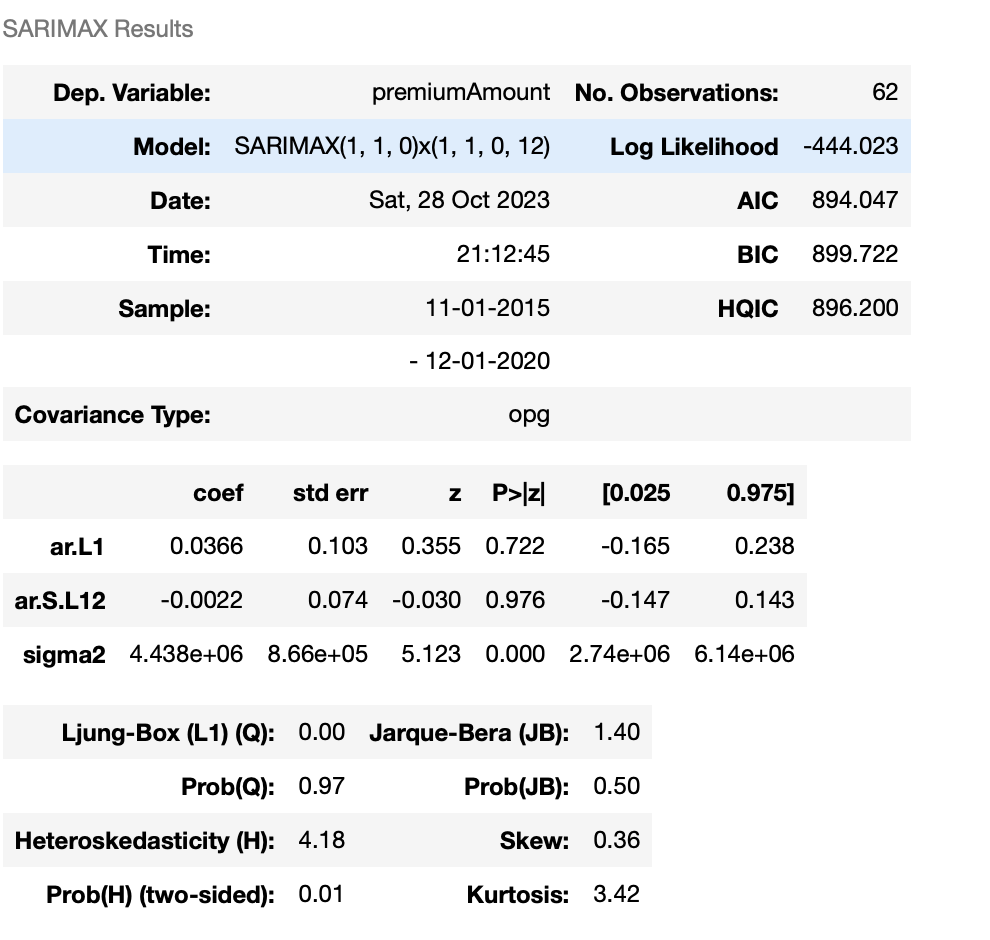 SARIMAX Results
Dep. Variable: premiumAmount No. Observations: 62
Model: SARIMAX(1, 1, 0)x(1, 1, 0, 12) Log Likelihood -444.023
Date: Sat, 28 Oct 2023 AIC 894.047
Time: 21:12:45 BIC 899.722
Sample: 11-01-2015 HQIC 896.200
- 12-01-2020
Covariance Type: opg
coef std err z P>|z| [0.025 0.975]
ar.L1 0.0366 0.103 0.355 0.722 -0.165 0.238
ar.S.L12 -0.0022 0.074 -0.030 0.976 -0.147 0.143
sigma2 4.438e+06 8.66e+05 5.123 0.000 2.74e+06 6.14e+06
Ljung-Box (L1) (Q): 0.00 Jarque-Bera (JB): 1.40
Prob(Q): 0.97 Prob(JB): 0.50
Heteroskedasticity (H): 4.18 Skew: 0.36
Prob(H) (two-sided): 0.01 Kurtosis: 3.42